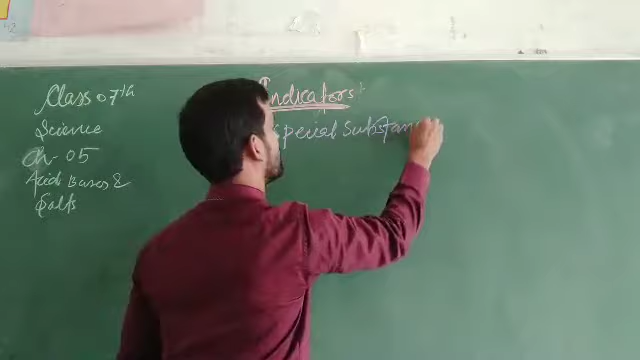 Class 07th
Science
Ch-05
Acid Bases &
Salts
Indicators:
Special Substan